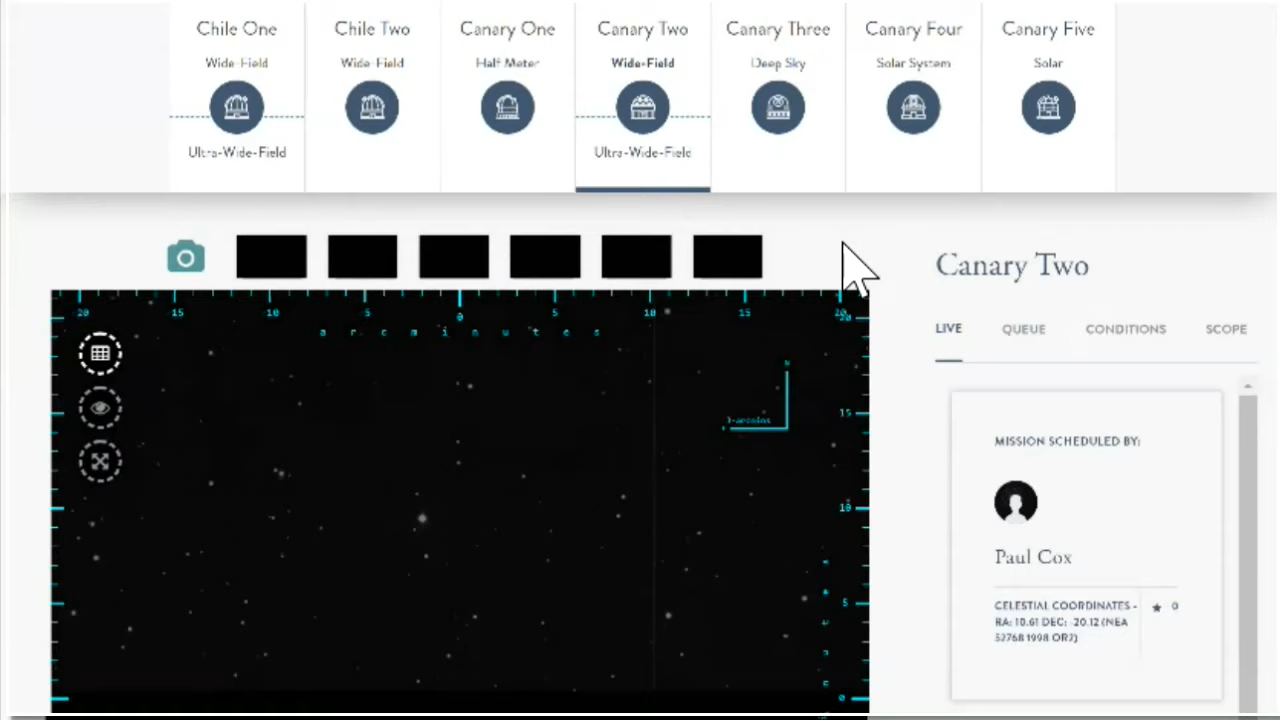 Chile One
Chile Two
Canary One
Canary Two
Canary Three
Canary Four
Canary Five
Wide-Field
Wide-Field
Half Meter
Wide-Field
Deep Sky
Solar System
Solar
Ultra-Wide-Field
Ultra-Wide-Field
Canary Two
LIVE
QUEUE
CONDITIONS
SCOPE
20 15 10 5 0 5 10 15 20
arcminutes
20
15
10
5
0
MISSION SCHEDULED BY:
Paul Cox
CELESTIAL COORDINATES -
RA: 10.61 DEC: -20.12 (NEA
52768 1998 OR2)
0